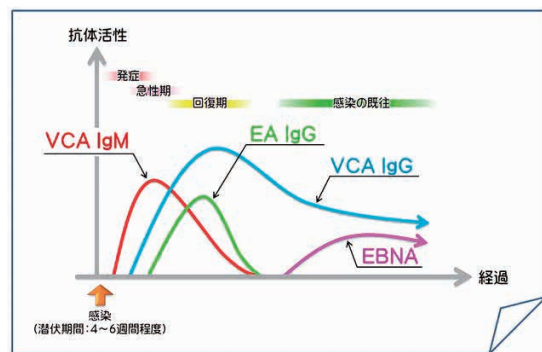 抗体活性
発症
急性期
回復期
感染の既往
VCA IgM
EA IgG
VCA IgG
EBNA
経過
感染
(潜伏期間:4〜6週間程度)